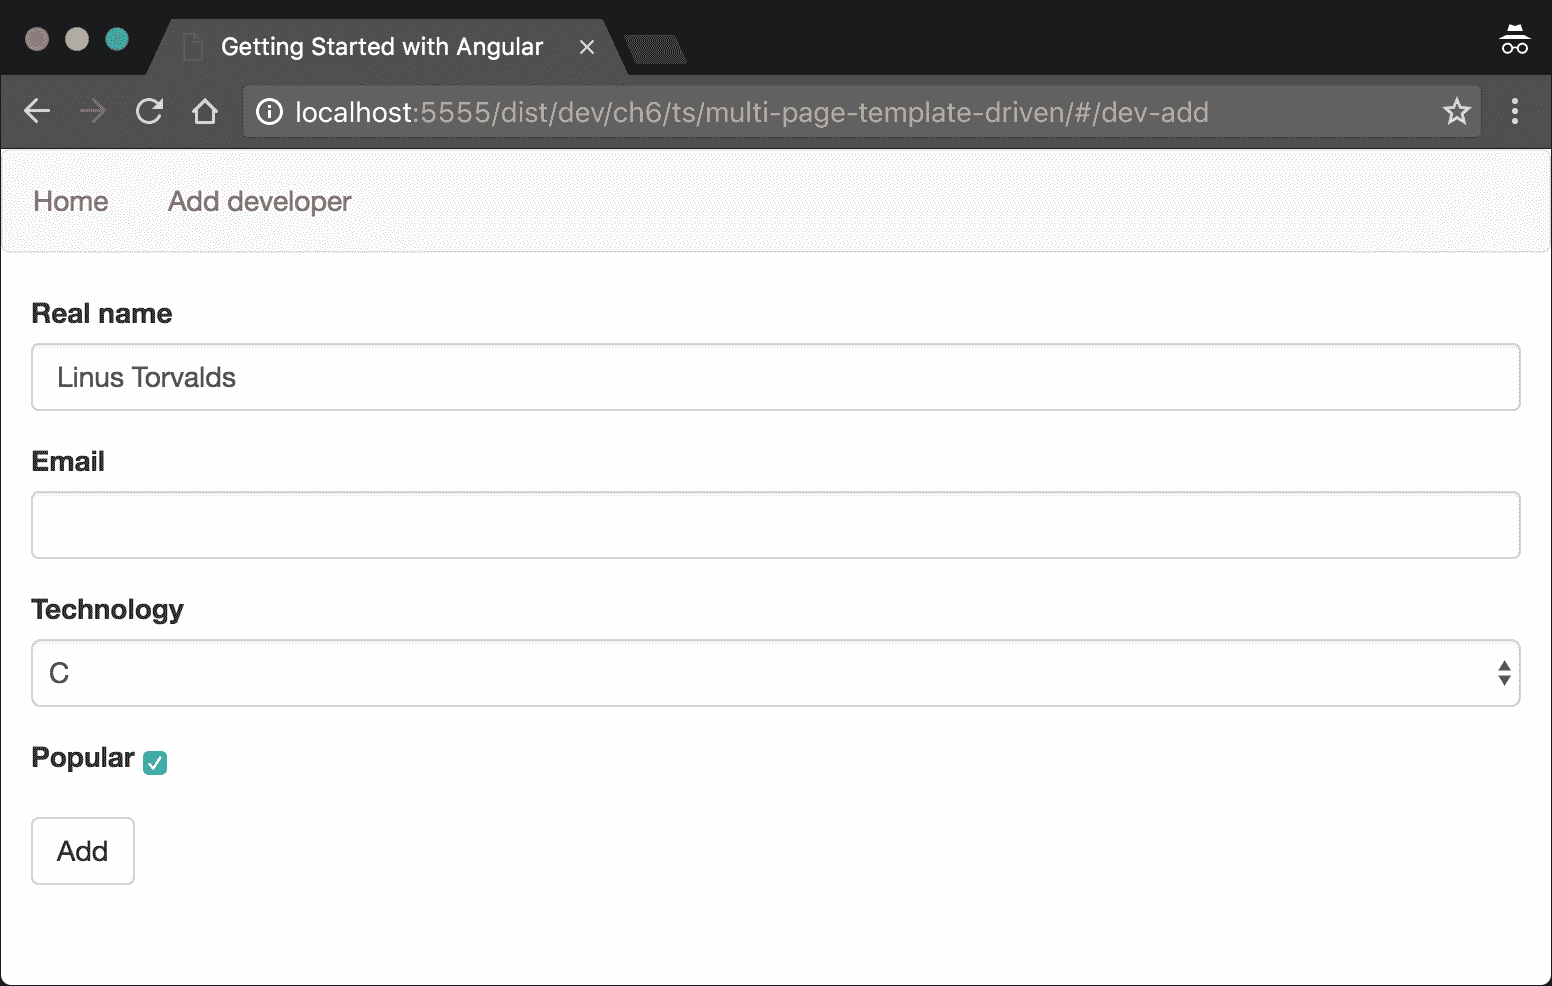 Getting Started with Angular
localhost:5555/dist/dev/ch6/ts/multi-page-template-driven/#/dev-add
Home Add developer
Real name
Linus Torvalds
Email
Technology
C
Popular
Add